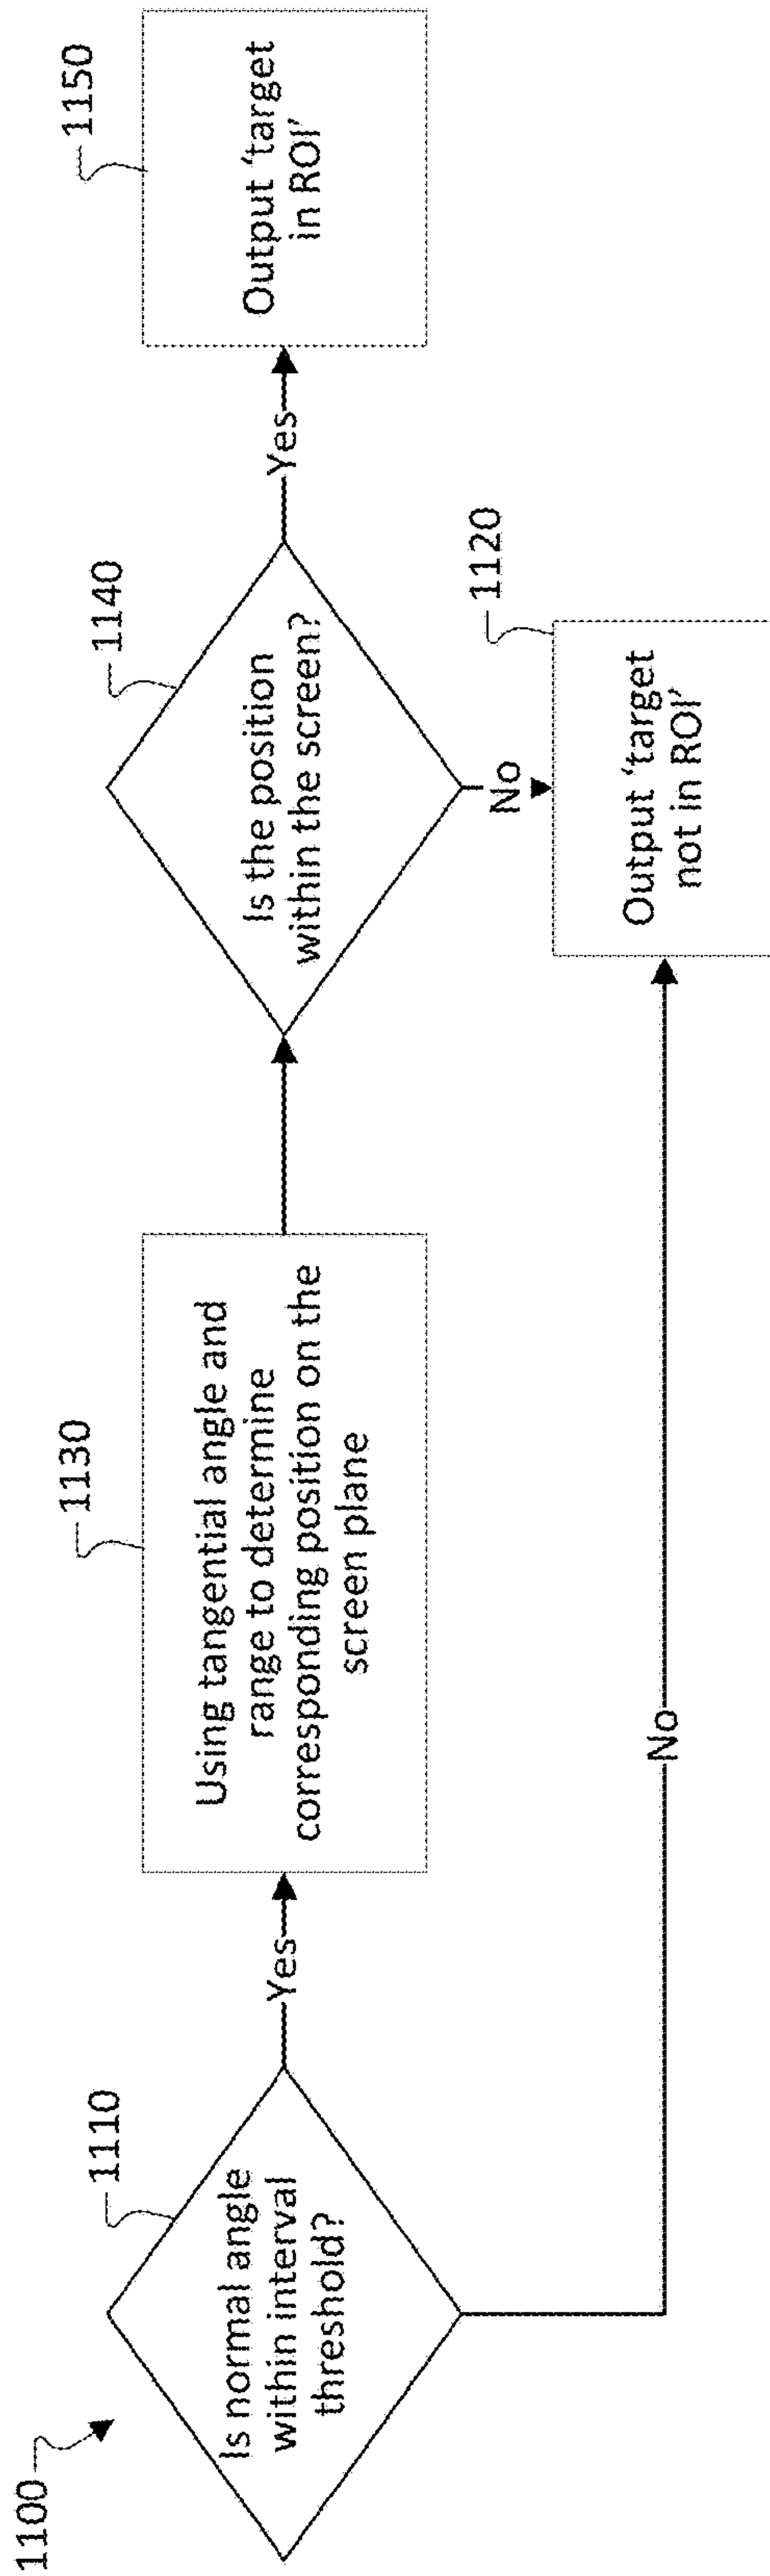 1100
1110
Is normal angle
within interval
threshold?
Yes
No
1130
Using tangential angle and
range to determine
corresponding position on the
screen plane
1140
Is the position
within the screen?
Yes
No
1150
Output ‘target
in ROI’
1120
Output ‘target
not in ROI’